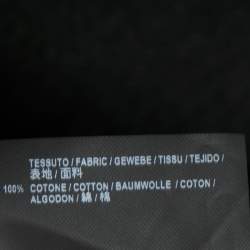 TESSUTO / FABRIC / GEWEBE / TISSU / TEJIDO /
表地 / 面料
100% COTONE / COTTON / BAUMWOLLE / COTON /
ALGODON / 綿 / 棉